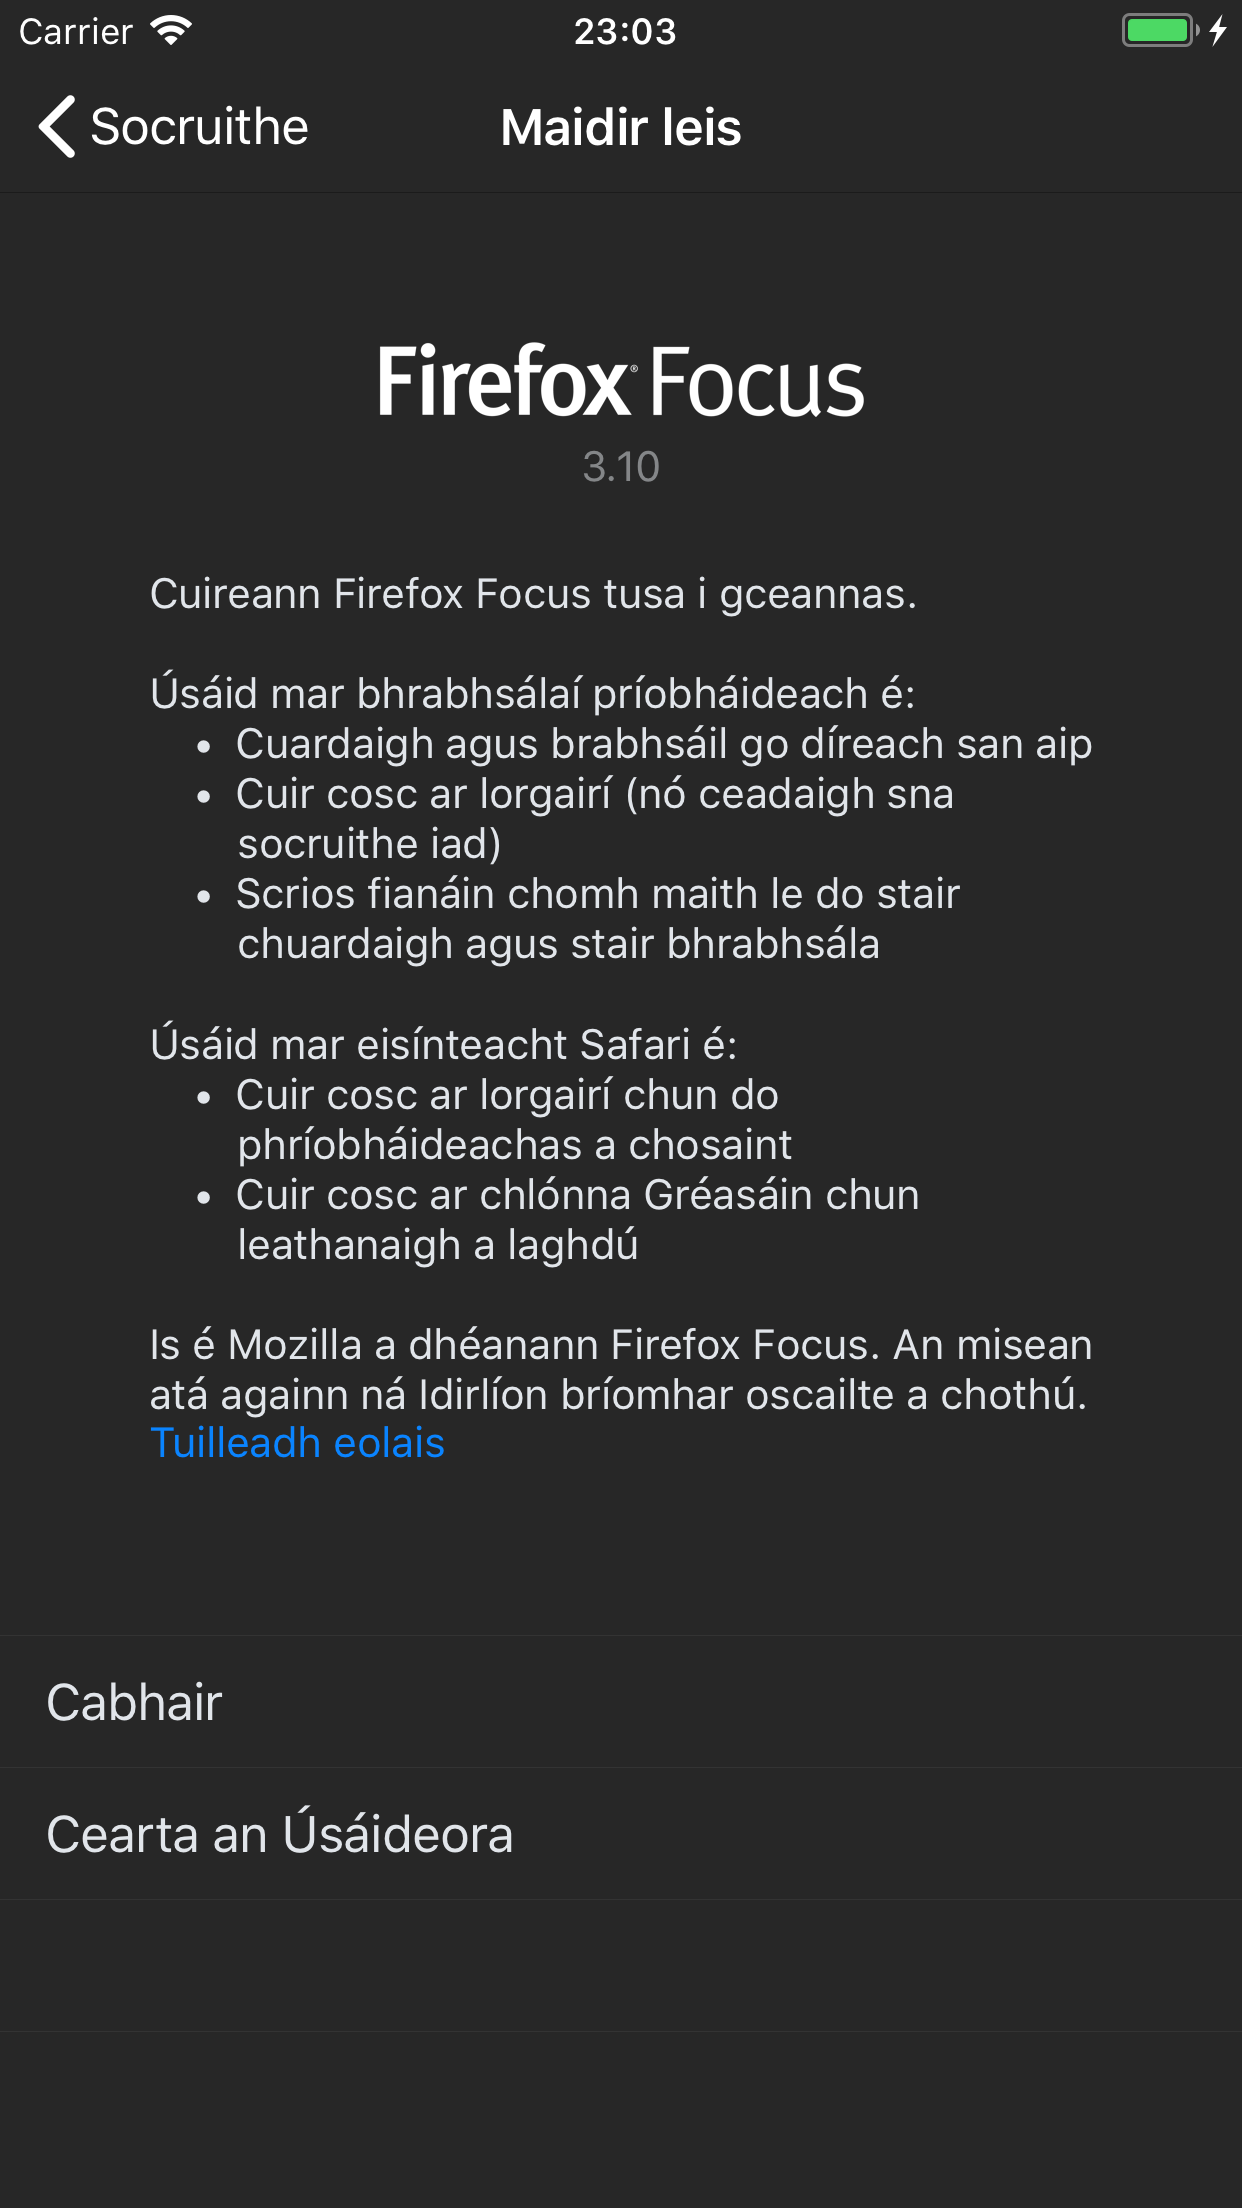 Carrier 23:03
Socruithe Maidir leis
Firefox® Focus
3.10
Cuireann Firefox Focus tusa i gceannas.
Úsáid mar bhrabhsálaí príobháideach é:
• Cuardaigh agus brabhsáil go díreach san aip
• Cuir cosc ar lorgairí (nó ceadaigh sna
socruithe iad)
• Scrios fianáin chomh maith le do stair
chuardaigh agus stair bhrabhsála
Úsáid mar eisínteacht Safari é:
• Cuir cosc ar lorgairí chun do
phríobháideachas a chosaint
• Cuir cosc ar chlónna Gréasáin chun
leathanaigh a laghdú
Is é Mozilla a dhéanann Firefox Focus. An misean
atá againn ná Idirlíon bríomhar oscailte a chothú.
Tuilleadh eolais
Cabhair
Cearta an Úsáideora